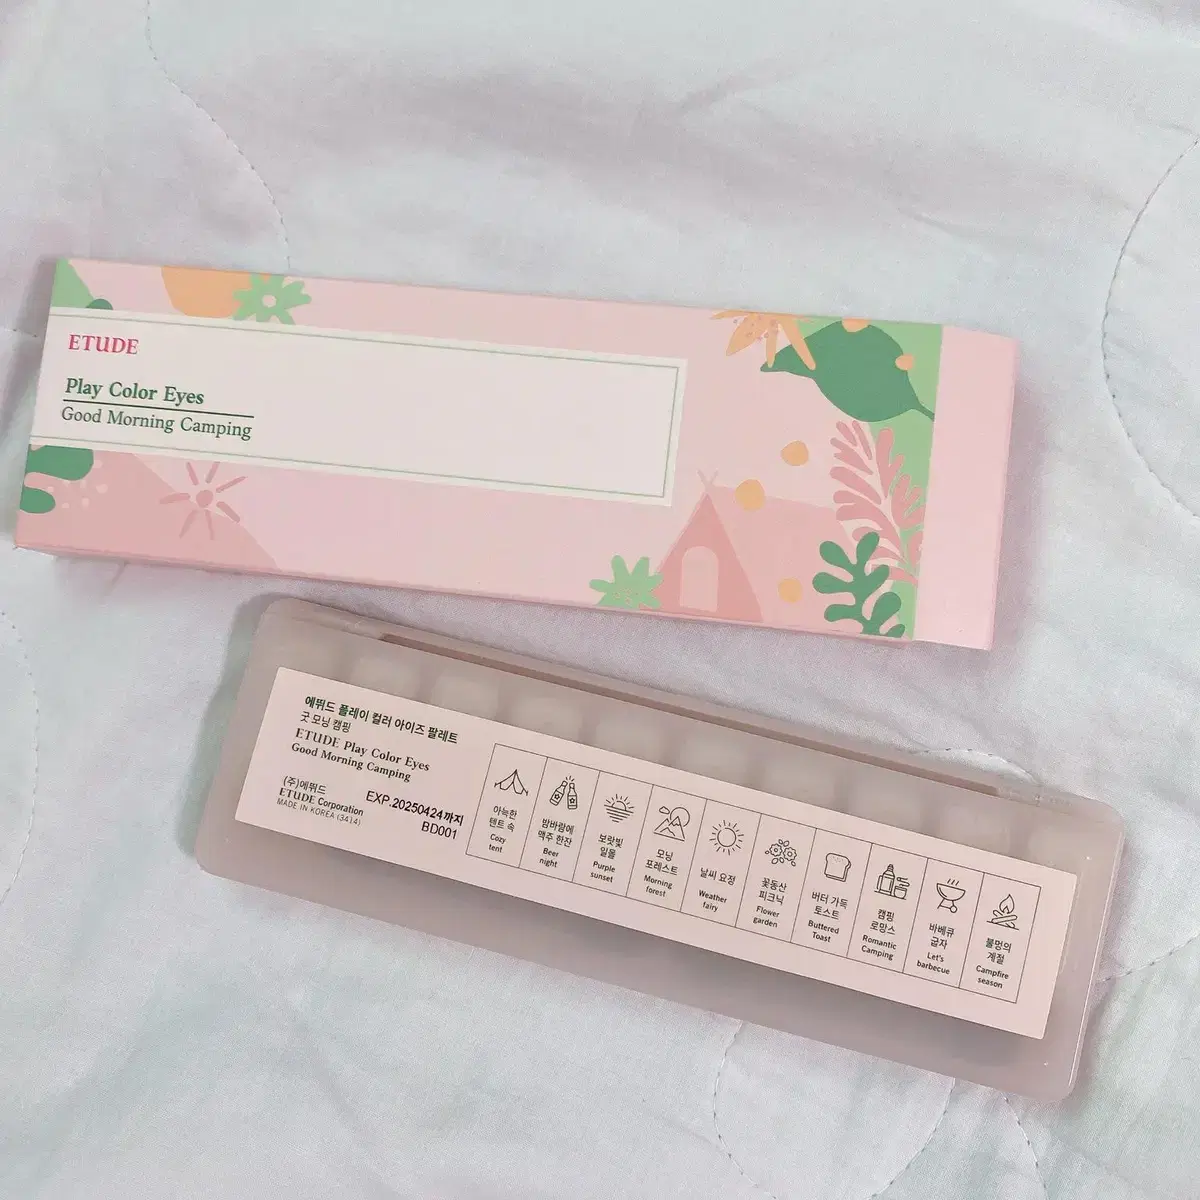 ETUDE
Play Color Eyes
Good Morning Camping
에뛰드 플레이 컬러 아이즈 팔레트
굿 모닝 캠핑
ETUDE Play Color Eyes
Good Morning Camping
(주)에뛰드
ETUDE Corporation
MADE IN KOREA (3414)
EXP.20250424까지
BD001
아늑한
텐트 속
Cozy
tent
밤바람에
맥주 한잔
Beer
night
보랏빛
일몰
Purple
sunset
모닝
포레스트
Morning
forest
날씨 요정
Weather
fairy
꽃동산
피크닉
Flower
garden
버터 가득
토스트
Buttered
Toast
캠핑
로망스
Romantic
Camping
바베큐
굽자
Let's
barbecue
불멍의
계절
Campfire
season